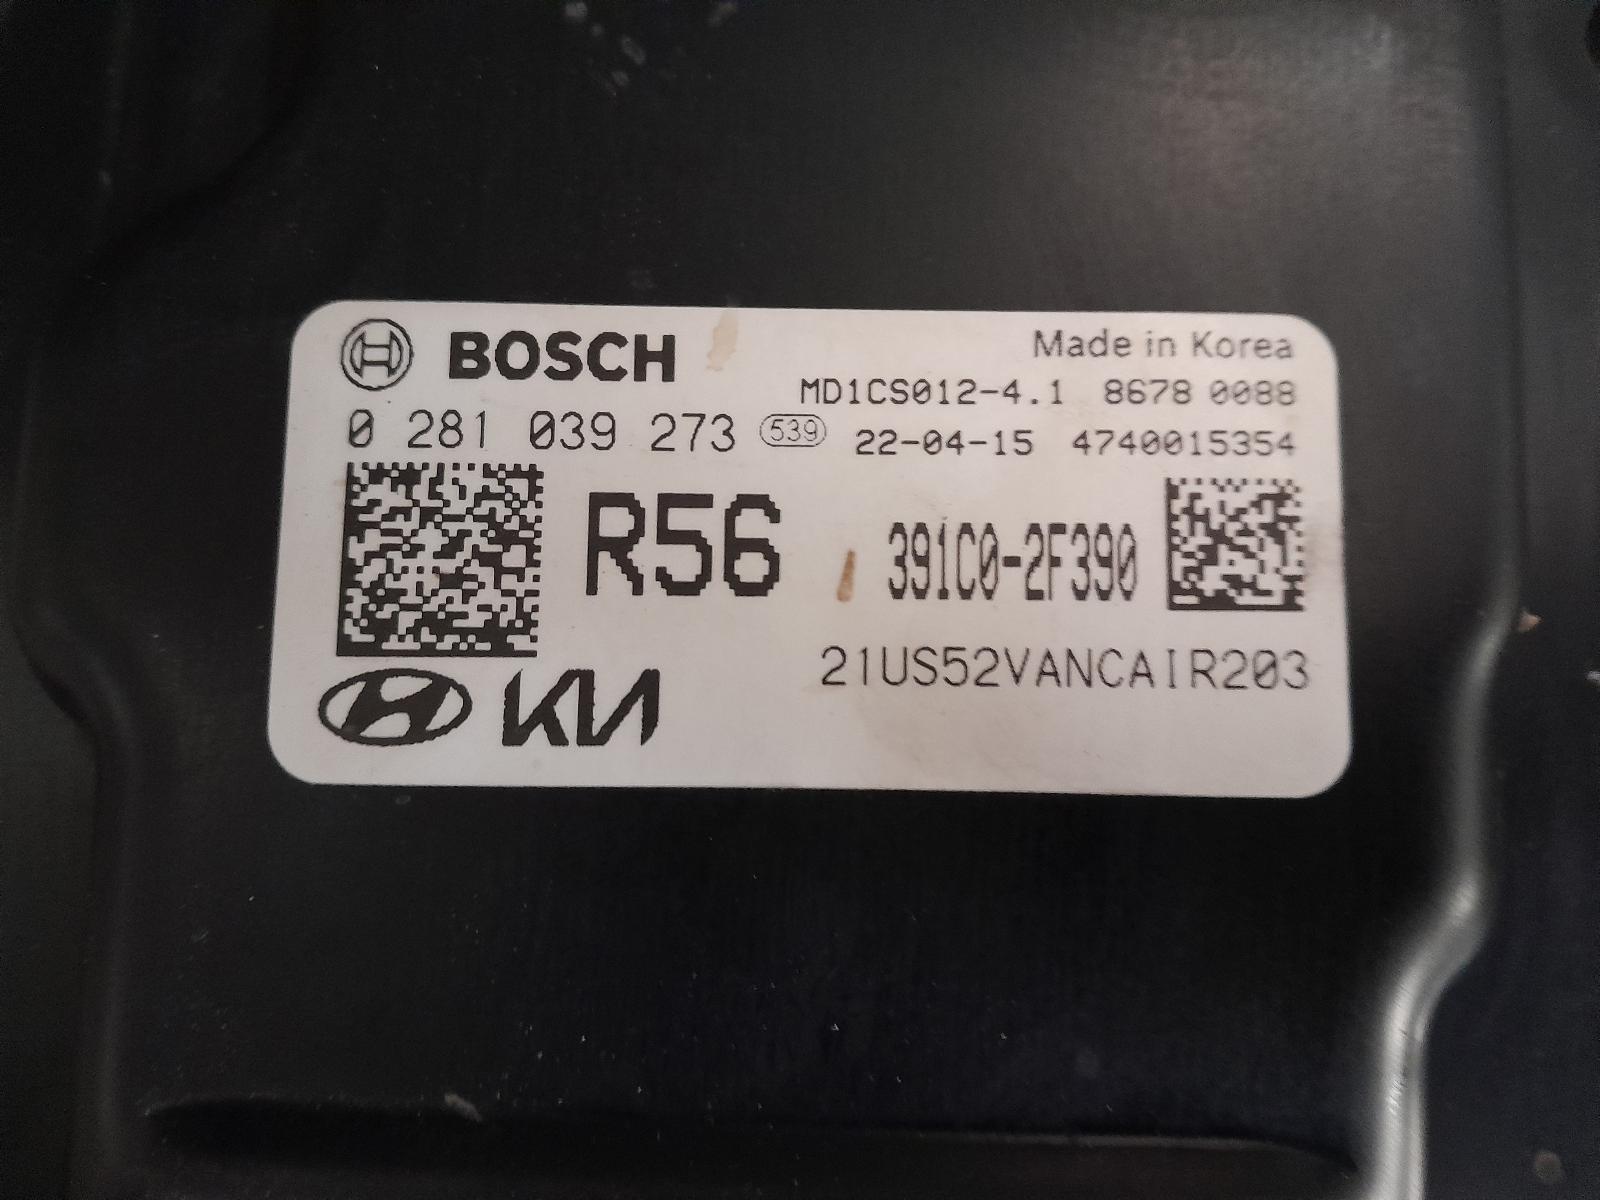 BOSCH
Made in Korea
MD1CS012-4.1 8678 0088
0 281 039 273 539 22-04-15 4740015354
R56 391C0-2F390
21US52VANCAIR203
KIA